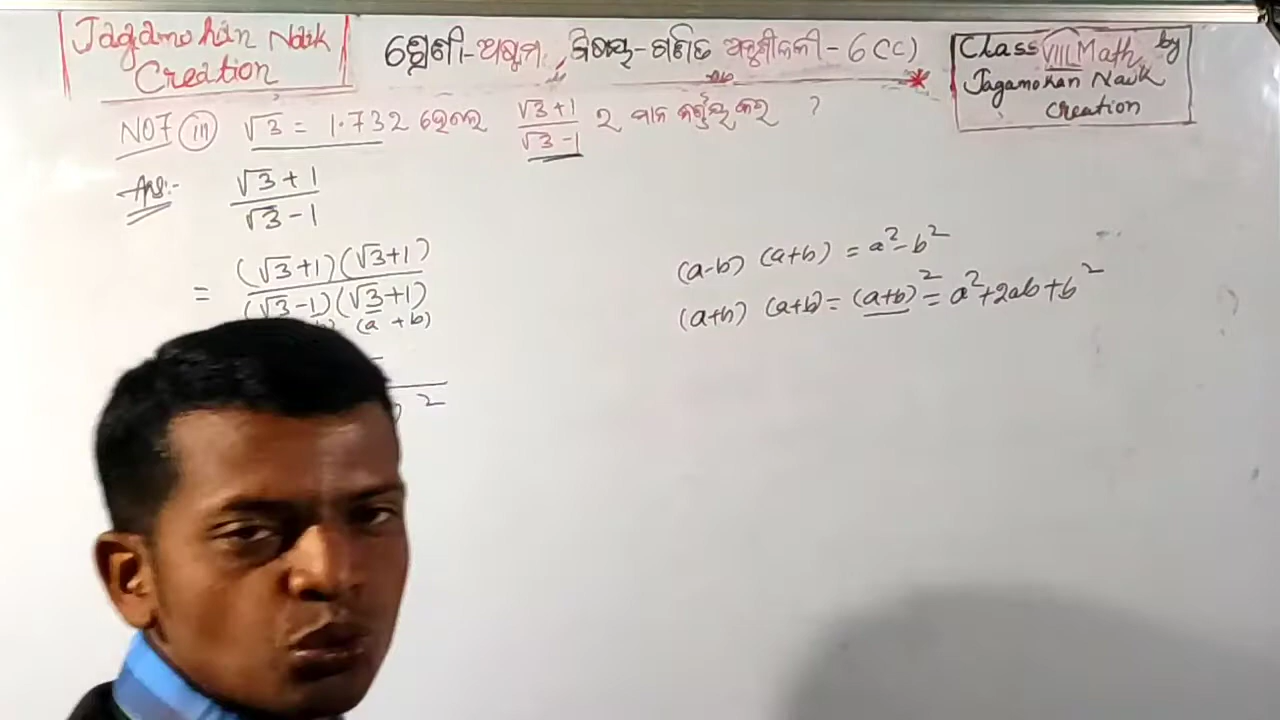 Jagamohan Naik
Creation
ଶ୍ରେଣୀ-ଅଷ୍ଟମ, ବିଷୟ-ଗଣିତ ଅନୁଶୀଳନୀ - 6(C)
Class VIII Math by
Jagamohan Naik
Creation
NO7 (iii) √3 = 1.732 ହେଲେ (√3+1)/(√3-1) ର ମାନ ନିର୍ଣ୍ଣୟ କର ?
Ans:- (√3+1)/(√3-1)
= (√3+1)(√3+1)/(√3-1)(√3+1)
(a+b)
2
(a-b) (a+b) = a²-b²
(a+b) (a+b) = (a+b)² = a²+2ab+b²